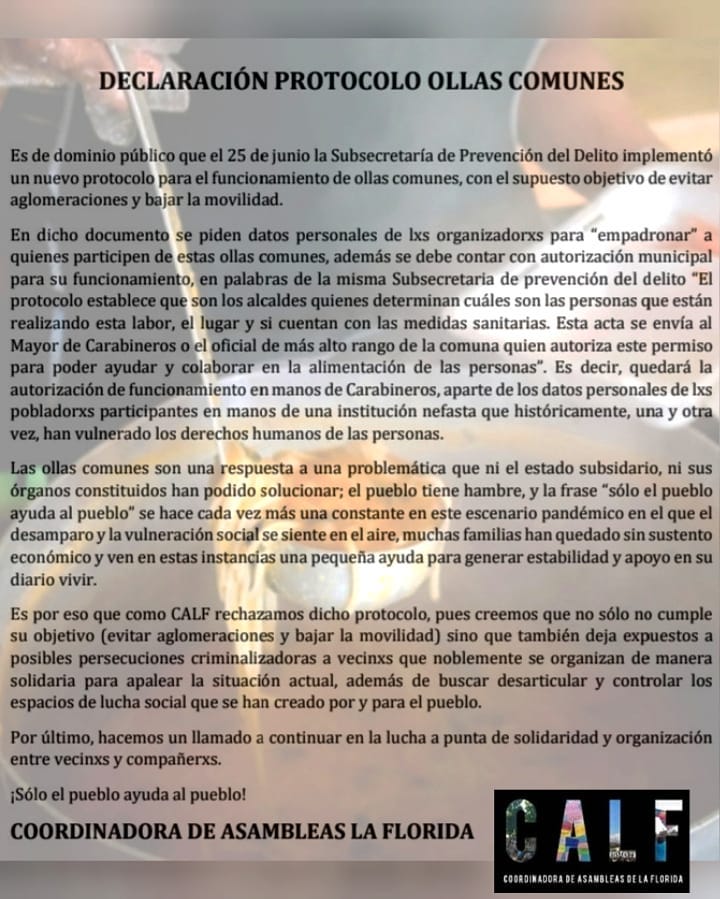 DECLARACIÓN PROTOCOLO OLLAS COMUNES
Es de dominio público que el 25 de junio la Subsecretaría de Prevención del Delito implementó
un nuevo protocolo para el funcionamiento de ollas comunes, con el supuesto objetivo de evitar
aglomeraciones y bajar la movilidad.
En dicho documento se piden datos personales de lxs organizadorxs para “empadronar” a
quienes participen de estas ollas comunes, además se debe contar con autorización municipal
para su funcionamiento, en palabras de la misma Subsecretaria de prevención del delito “El
protocolo establece que son los alcaldes quienes determinan cuáles son las personas que están
realizando esta labor, el lugar y si cuentan con las medidas sanitarias. Esta acta se envía al
Mayor de Carabineros o el oficial de más alto rango de la comuna quien autoriza este permiso
para poder ayudar y colaborar en la alimentación de las personas”. Es decir, quedará la
autorización de funcionamiento en manos de Carabineros, aparte de los datos personales de lxs
pobladorxs participantes en manos de una institución nefasta que históricamente, una y otra
vez, han vulnerado los derechos humanos de las personas.
Las ollas comunes son una respuesta a una problemática que ni el estado subsidario, ni sus
órganos constituidos han podido solucionar; el pueblo tiene hambre, y la frase “sólo el pueblo
ayuda al pueblo” se hace cada vez más una constante en este escenario pandémico en el que el
desamparo y la vulneración social se siente en el aire, muchas familias han quedado sin sustento
económico y ven en estas instancias una pequeña ayuda para generar estabilidad y apoyo en su
diario vivir.
Es por eso que como CALF rechazamos dicho protocolo, pues creemos que no sólo no cumple
su objetivo (evitar aglomeraciones y bajar la movilidad) sino que también deja expuestos a
posibles persecuciones criminalizadoras a vecinxs que noblemente se organizan de manera
solidaria para apalear la situación actual, además de buscar desarticular y controlar los
espacios de lucha social que se han creado por y para el pueblo.
Por último, hacemos un llamado a continuar en la lucha a punta de solidaridad y organización
entre vecinxs y compañerxs.
¡Sólo el pueblo ayuda al pueblo!
COORDINADORA DE ASAMBLEAS LA FLORIDA
CALF
COORDINADORA DE ASAMBLEAS DE LA FLORIDA